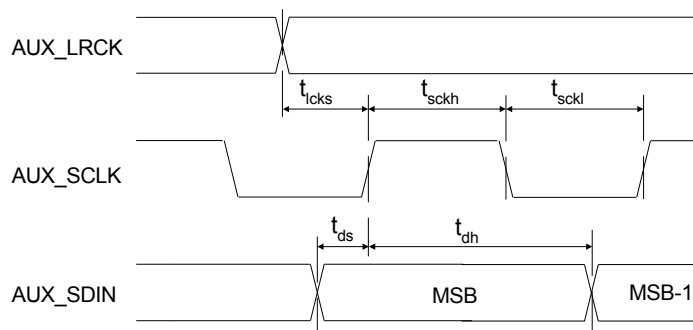 AUX_LRCK
t_lcks t_sckh t_sckl
AUX_SCLK
t_ds t_dh
AUX_SDIN MSB MSB-1